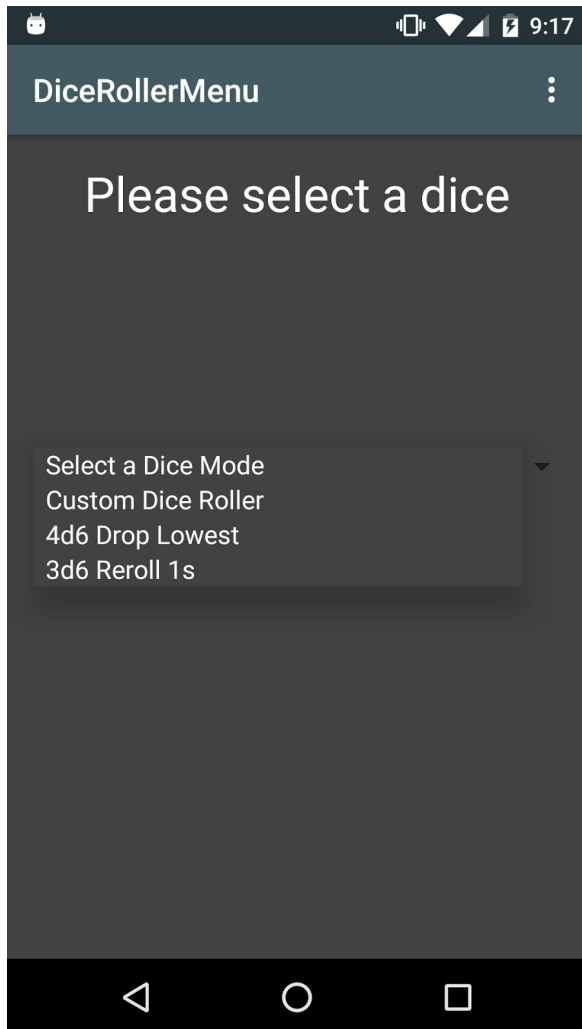 9:17
DiceRollerMenu
Please select a dice
Select a Dice Mode
Custom Dice Roller
4d6 Drop Lowest
3d6 Reroll 1s